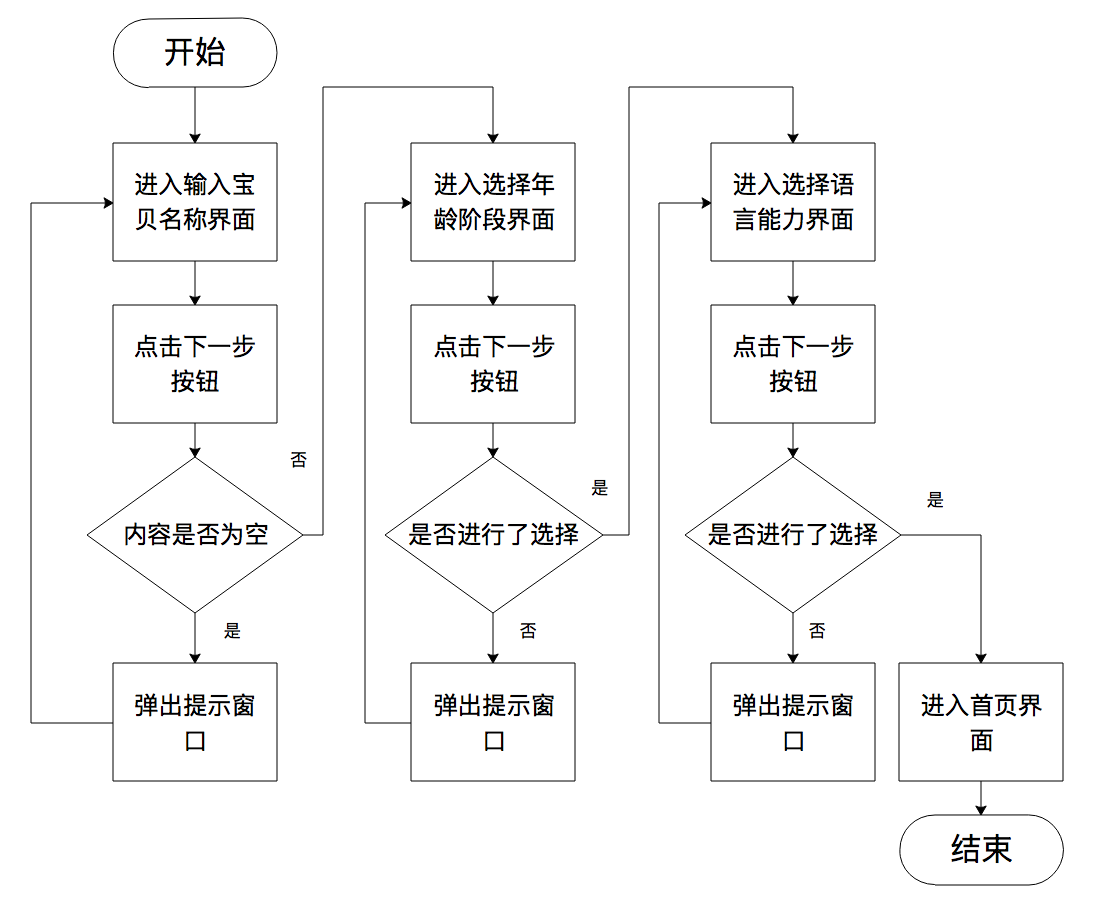 开始
进入输入宝
贝名称界面
点击下一步
按钮
否
内容是否为空
是
弹出提示窗
口
进入选择年
龄阶段界面
点击下一步
按钮
是
是否进行了选择
否
弹出提示窗
口
进入选择语
言能力界面
点击下一步
按钮
是
是否进行了选择
否
弹出提示窗
口
进入首页界
面
结束